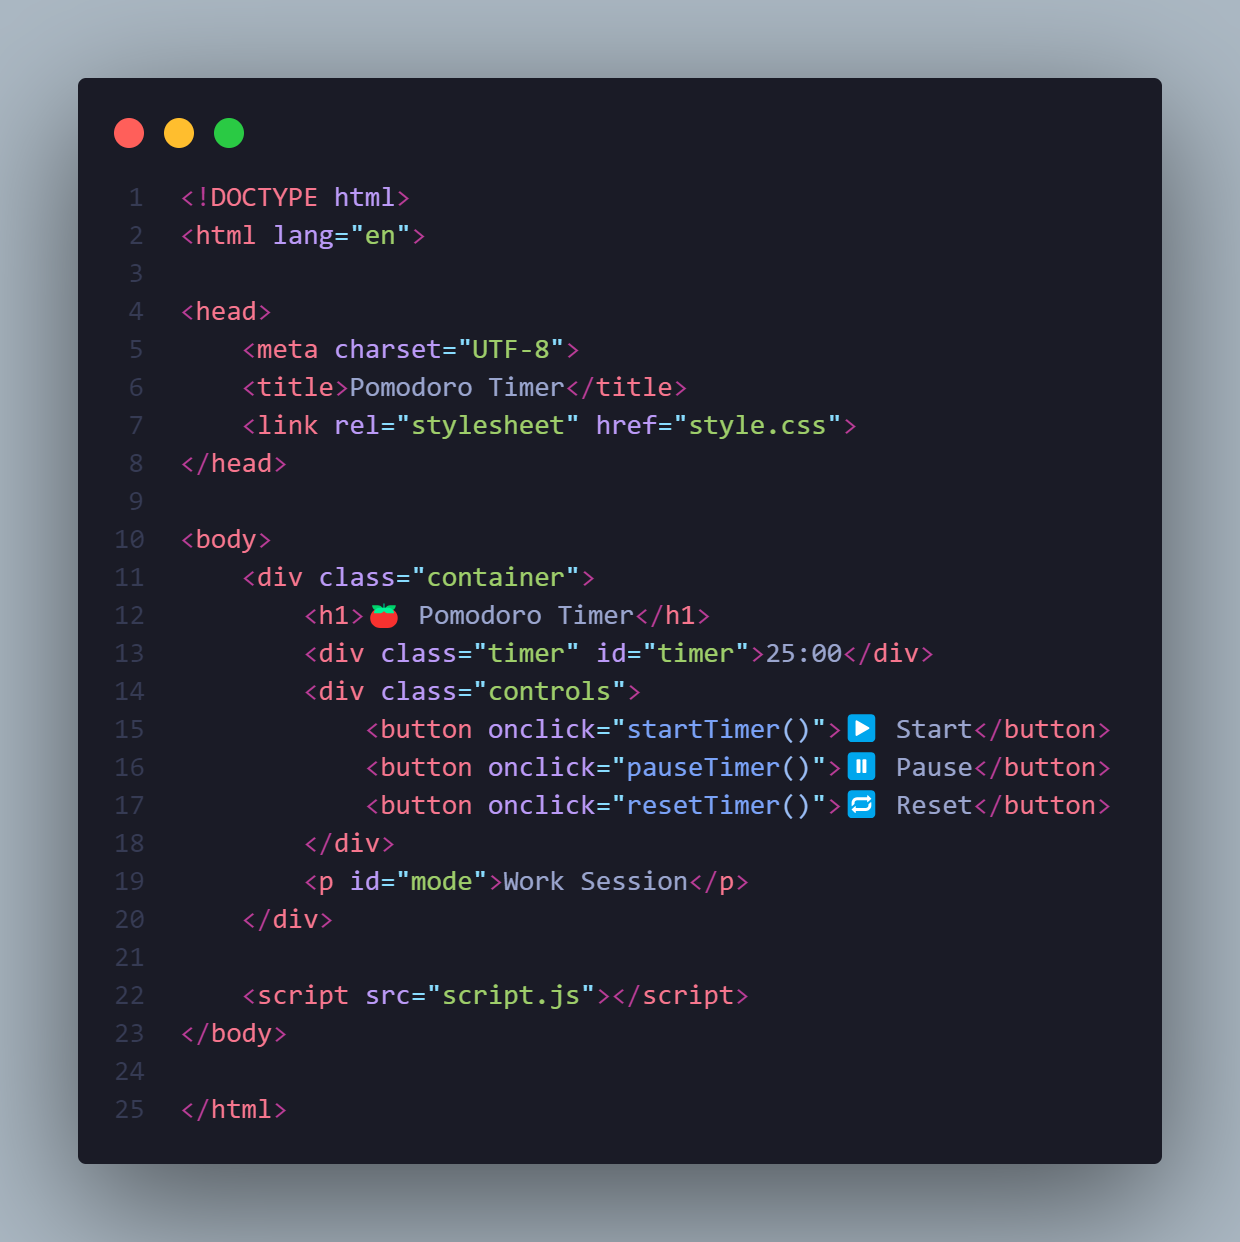 1 <!DOCTYPE html>
2 <html lang="en">
3
4 <head>
5     <meta charset="UTF-8">
6     <title>Pomodoro Timer</title>
7     <link rel="stylesheet" href="style.css">
8 </head>
9
10 <body>
11     <div class="container">
12         <h1>🍅 Pomodoro Timer</h1>
13         <div class="timer" id="timer">25:00</div>
14         <div class="controls">
15             <button onclick="startTimer()">▶️ Start</button>
16             <button onclick="pauseTimer()">⏸️ Pause</button>
17             <button onclick="resetTimer()">🔁 Reset</button>
18         </div>
19         <p id="mode">Work Session</p>
20     </div>
21
22     <script src="script.js"></script>
23 </body>
24
25 </html>